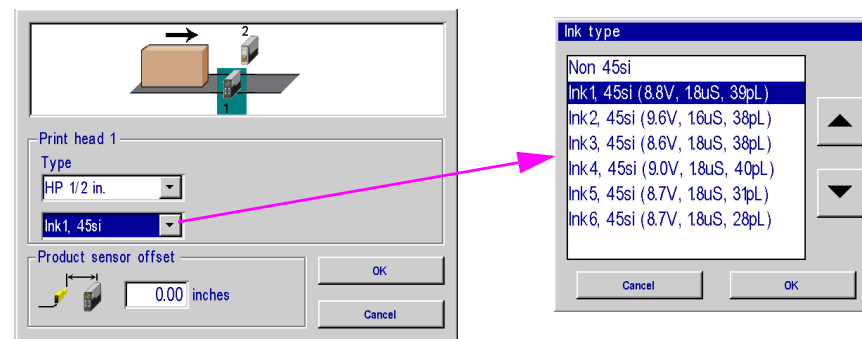 2
1
Print head 1
Type
HP 1/2 in.
Ink1, 45si
Product sensor offset
0.00 inches
OK
Cancel
Ink type
Non 45si
Ink1, 45si (8.8V, 1.8uS, 39pL)
Ink2, 45si (9.6V, 1.6uS, 38pL)
Ink3, 45si (8.6V, 1.8uS, 38pL)
Ink4, 45si (9.0V, 1.8uS, 40pL)
Ink5, 45si (8.7V, 1.8uS, 31pL)
Ink6, 45si (8.7V, 1.8uS, 28pL)
Cancel
OK